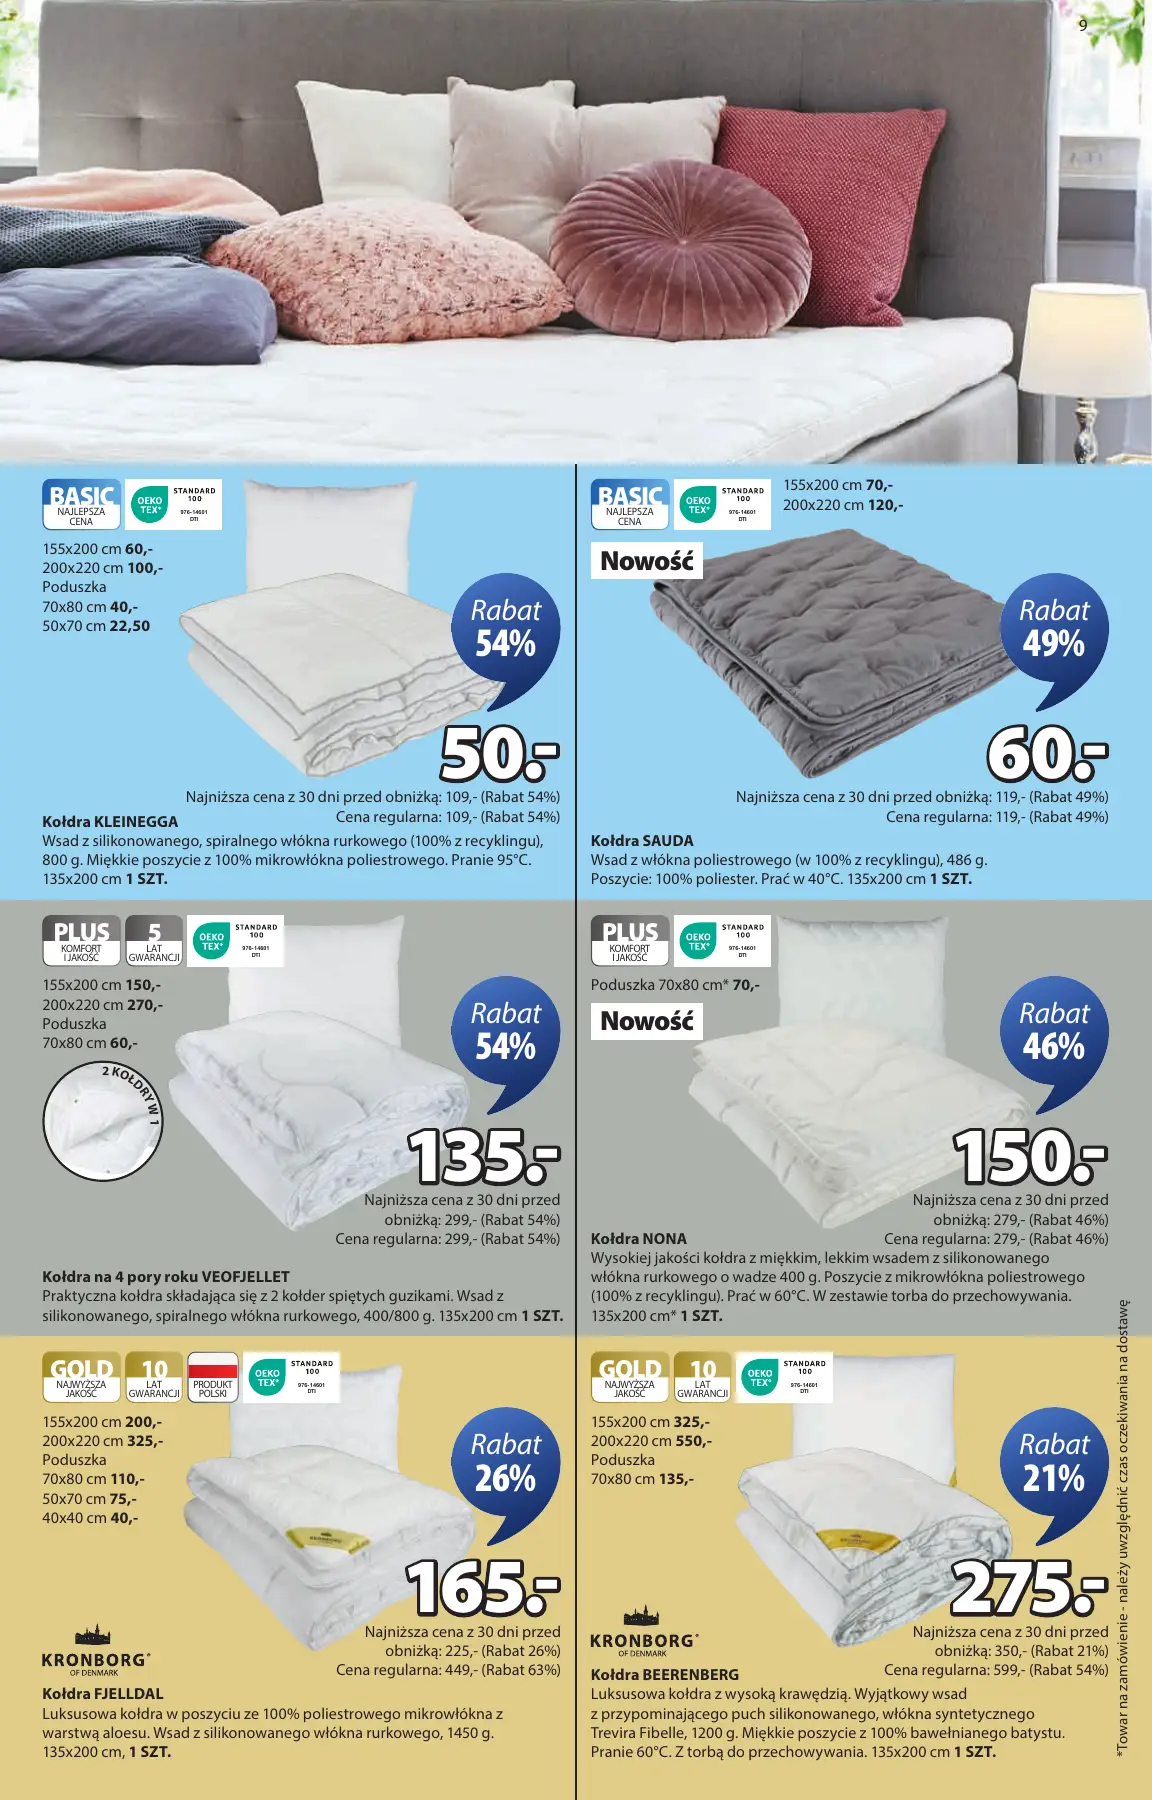 9
BASIC
NAJLEPSZA
CENA
OEKO
TEX®
STANDARD
100
976-14601
DTI
155x200 cm 60,-
200x220 cm 100,-
Poduszka
70x80 cm 40,-
50x70 cm 22,50
Rabat
54%
50.-
Najniższa cena z 30 dni przed obniżką: 109,- (Rabat 54%)
Cena regularna: 109,- (Rabat 54%)
Kołdra KLEINEGGA
Wsad z silikonowanego, spiralnego włókna rurkowego (100% z recyklingu),
800 g. Miękkie poszycie z 100% mikrowłókna poliestrowego. Pranie 95°C.
135x200 cm 1 SZT.
BASIC
NAJLEPSZA
CENA
OEKO
TEX®
STANDARD
100
976-14601
DTI
155x200 cm 70,-
200x220 cm 120,-
Nowość
Rabat
49%
60.-
Najniższa cena z 30 dni przed obniżką: 119,- (Rabat 49%)
Cena regularna: 119,- (Rabat 49%)
Kołdra SAUDA
Wsad z włókna poliestrowego (w 100% z recyklingu), 486 g.
Poszycie: 100% poliester. Prać w 40°C. 135x200 cm 1 SZT.
PLUS
KOMFORT
I JAKOŚĆ
5
LAT
GWARANCJI
OEKO
TEX®
STANDARD
100
976-14601
DTI
155x200 cm 150,-
200x220 cm 270,-
Poduszka
70x80 cm 60,-
2 KOŁDRY W 1
Rabat
54%
135.-
Najniższa cena z 30 dni przed
obniżką: 299,- (Rabat 54%)
Cena regularna: 299,- (Rabat 54%)
Kołdra na 4 pory roku VEOFJELLET
Praktyczna kołdra składająca się z 2 kołder spiętych guzikami. Wsad z
silikonowanego, spiralnego włókna rurkowego, 400/800 g. 135x200 cm 1 SZT.
PLUS
KOMFORT
I JAKOŚĆ
OEKO
TEX®
STANDARD
100
976-14601
DTI
Poduszka 70x80 cm* 70,-
Nowość
Rabat
46%
150.-
Najniższa cena z 30 dni przed
obniżką: 279,- (Rabat 46%)
Cena regularna: 279,- (Rabat 46%)
Kołdra NONA
Wysokiej jakości kołdra z miękkim, lekkim wsadem z silikonowanego
włókna rurkowego o wadze 400 g. Poszycie z mikrowłókna poliestrowego
(100% z recyklingu). Prać w 60°C. W zestawie torba do przechowywania.
135x200 cm* 1 SZT.
GOLD
NAJWYŻSZA
JAKOŚĆ
10
LAT
GWARANCJI
PRODUKT
POLSKI
OEKO
TEX®
STANDARD
100
976-14601
DTI
155x200 cm 200,-
200x220 cm 325,-
Poduszka
70x80 cm 110,-
50x70 cm 75,-
40x40 cm 40,-
Rabat
26%
KRONBORG
165.-
Najniższa cena z 30 dni przed
obniżką: 225,- (Rabat 26%)
Cena regularna: 449,- (Rabat 63%)
KRONBORG®
OF DENMARK
Kołdra FJELLDAL
Luksusowa kołdra w poszyciu ze 100% poliestrowego mikrowłókna z
warstwą aloesu. Wsad z silikonowanego włókna rurkowego, 1450 g.
135x200 cm, 1 SZT.
GOLD
NAJWYŻSZA
JAKOŚĆ
10
LAT
GWARANCJI
OEKO
TEX®
STANDARD
100
976-14601
DTI
155x200 cm 325,-
200x220 cm 550,-
Poduszka
70x80 cm 135,-
Rabat
21%
275.-
Najniższa cena z 30 dni przed
obniżką: 350,- (Rabat 21%)
Cena regularna: 599,- (Rabat 54%)
KRONBORG®
OF DENMARK
Kołdra BEERENBERG
Luksusowa kołdra z wysoką krawędzią. Wyjątkowy wsad
z przypominającego puch silikonowanego, włókna syntetycznego
Trevira Fibelle, 1200 g. Miękkie poszycie z 100% bawełnianego batystu.
Pranie 60°C. Z torbą do przechowywania. 135x200 cm 1 SZT.
*Towar na zamówienie - należy uwzględnić czas oczekiwania na dostawę